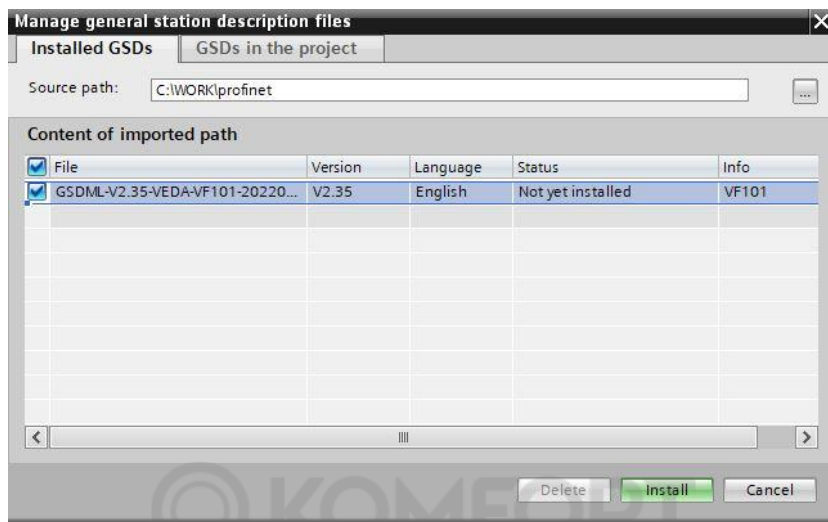 Manage general station description files
Installed GSDs GSDs in the project
Source path: C:\WORK\profinet ...
Content of imported path
File Version Language Status Info
GSDML-V2.35-VEDA-VF101-20220... V2.35 English Not yet installed VF101
Delete Install Cancel
KOMFORT